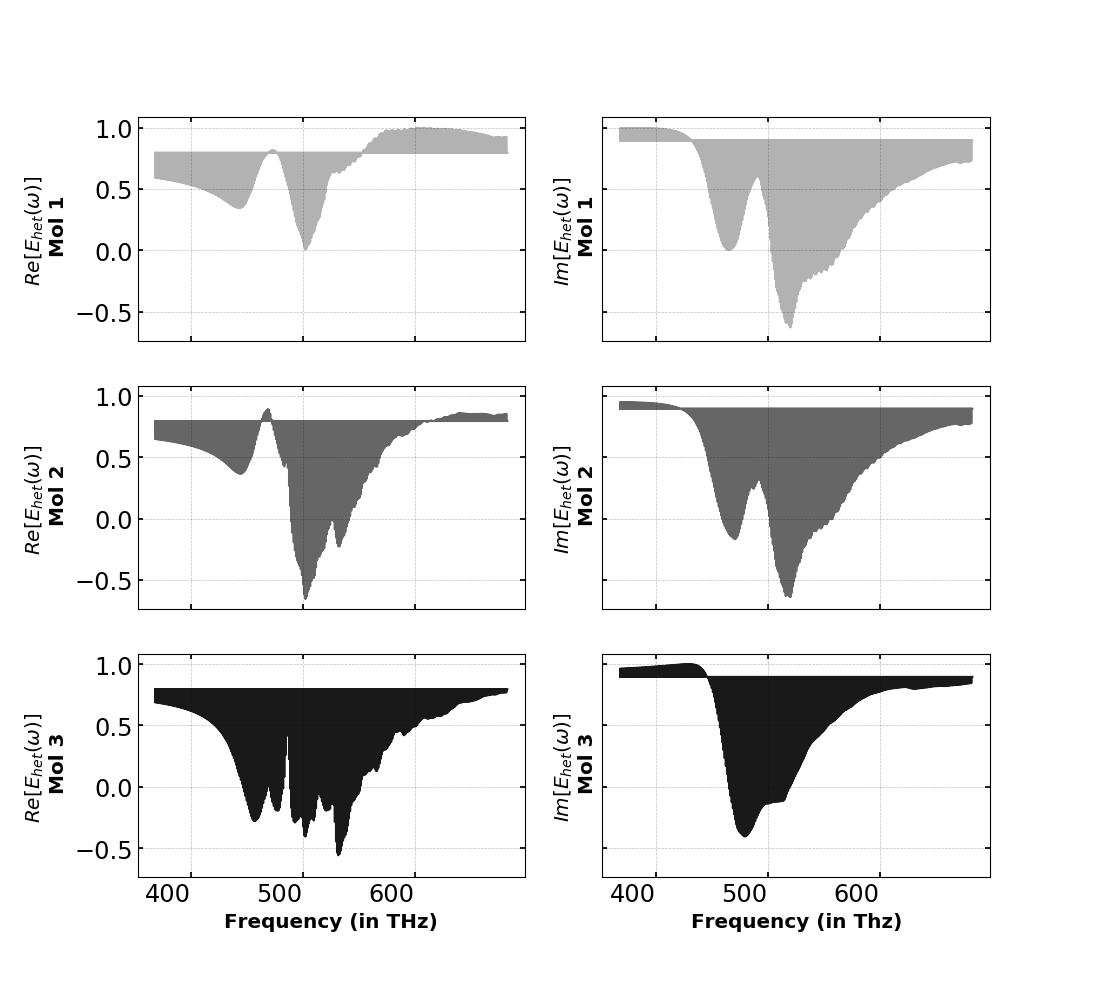 Re[E_het(ω)]
Mol 1
1.0
0.5
0.0
−0.5
Im[E_het(ω)]
Mol 1
Re[E_het(ω)]
Mol 2
1.0
0.5
0.0
−0.5
Im[E_het(ω)]
Mol 2
Re[E_het(ω)]
Mol 3
1.0
0.5
0.0
−0.5
400 500 600
Frequency (in THz)
Im[E_het(ω)]
Mol 3
400 500 600
Frequency (in Thz)